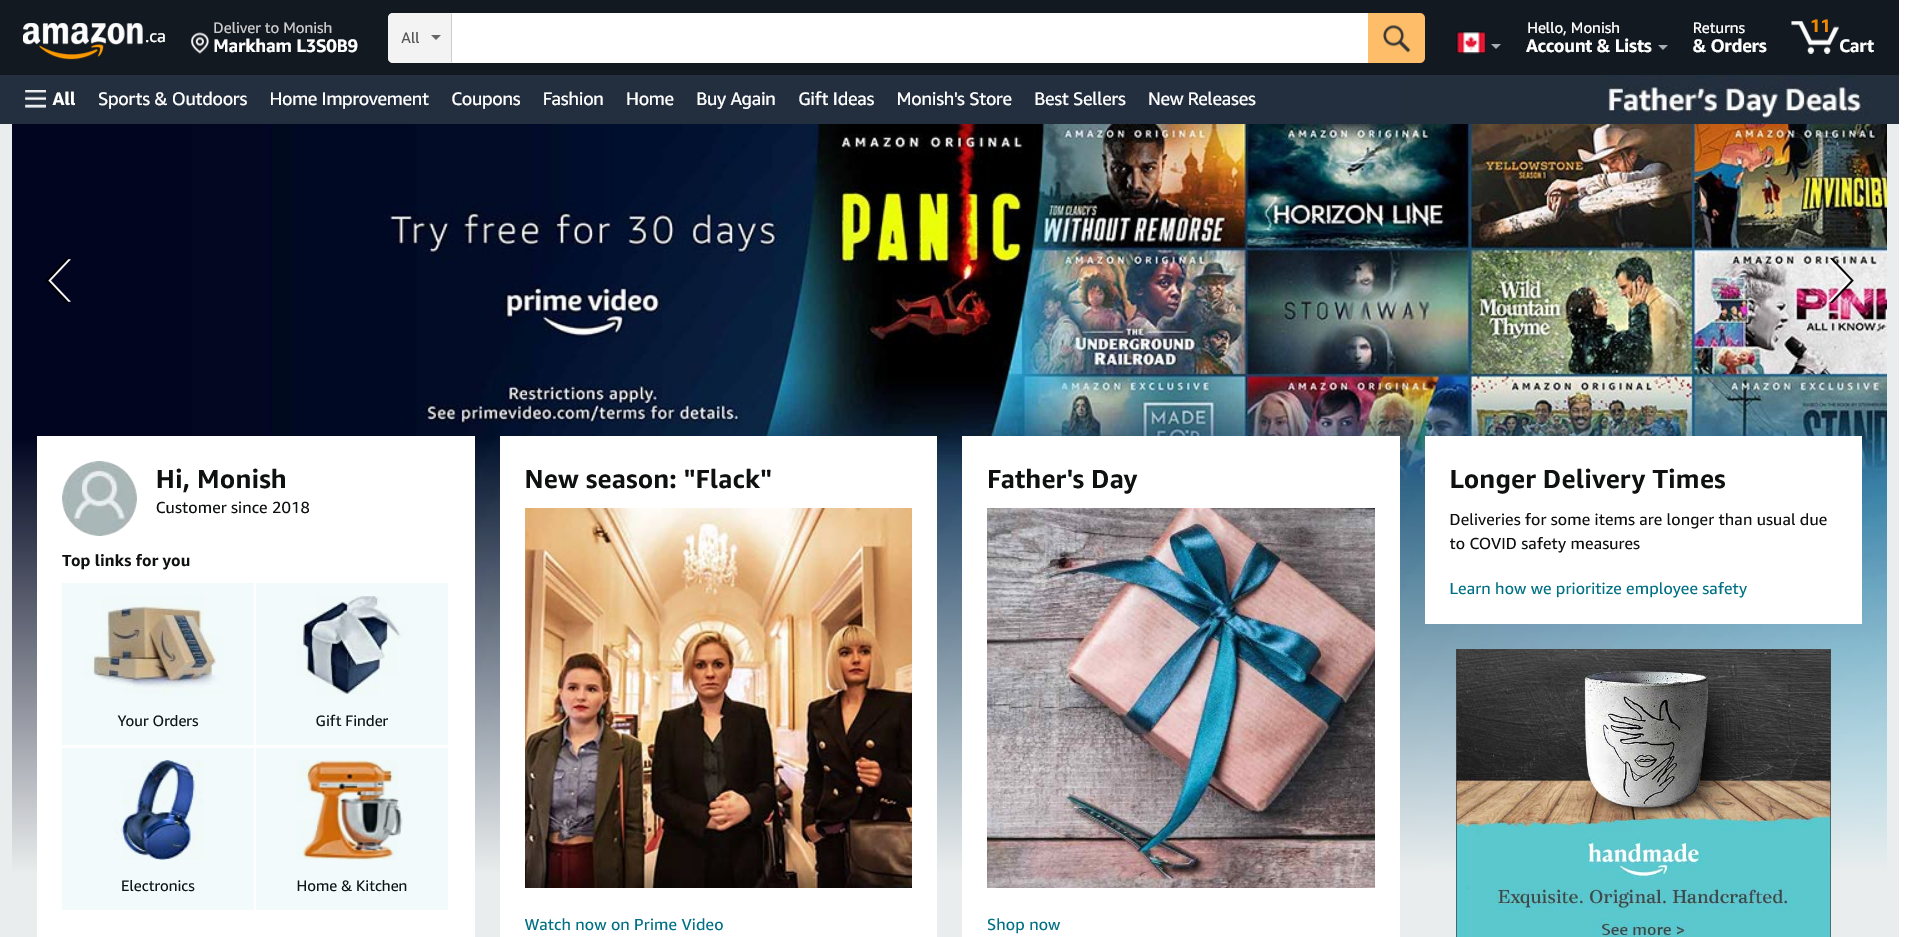 amazon.ca
Deliver to Monish
Markham L3S0B9
All
Hello, Monish
Account & Lists
Returns
& Orders
11
Cart
All
Sports & Outdoors
Home Improvement
Coupons
Fashion
Home
Buy Again
Gift Ideas
Monish's Store
Best Sellers
New Releases
Father's Day Deals
Try free for 30 days
prime video
Restrictions apply.
See primevideo.com/terms for details.
AMAZON ORIGINAL
PANIC
AMAZON ORIGINAL
TOM CLANCY'S
WITHOUT REMORSE
AMAZON ORIGINAL
HORIZON LINE
YELLOWSTONE
SEASON 1
AMAZON ORIGINAL
INVINCIB
AMAZON ORIGINAL
THE
UNDERGROUND
RAILROAD
STOWAWAY
Wild
Mountain
Thyme
AMAZON ORIGINAL
P!NK
ALL I KNOW
AMAZON EXCLUSIVE
MADE
FOR
AMAZON ORIGINAL
AMAZON ORIGINAL
AMAZON EXCLUSIVE
STAND
Hi, Monish
Customer since 2018
Top links for you
Your Orders
Gift Finder
Electronics
Home & Kitchen
New season: "Flack"
Watch now on Prime Video
Father's Day
Shop now
Longer Delivery Times
Deliveries for some items are longer than usual due
to COVID safety measures
Learn how we prioritize employee safety
handmade
Exquisite. Original. Handcrafted.
See more >